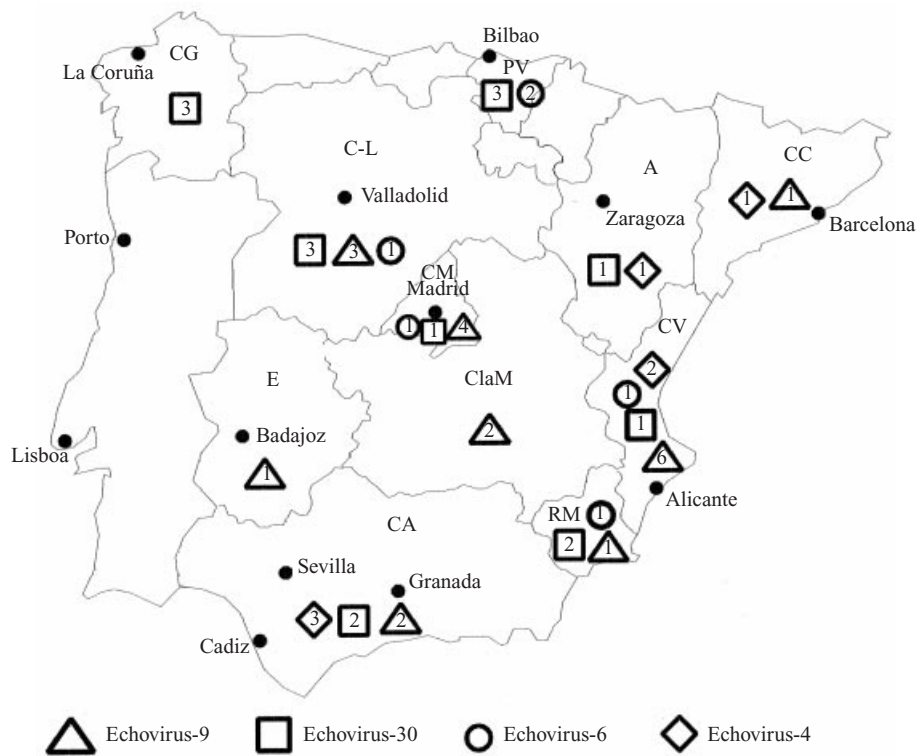 Bilbao
CG
La Coruña
PV
3
2
3
C-L
A
CC
Valladolid
1
1
Zaragoza
Barcelona
Porto
3
3
1
CM
1
1
Madrid
CV
1
1
4
E
ClaM
2
1
1
Badajoz
2
Lisboa
1
6
Alicante
RM
1
CA
2
1
Sevilla
Granada
3
2
2
Cadiz
Echovirus-9
Echovirus-30
Echovirus-6
Echovirus-4